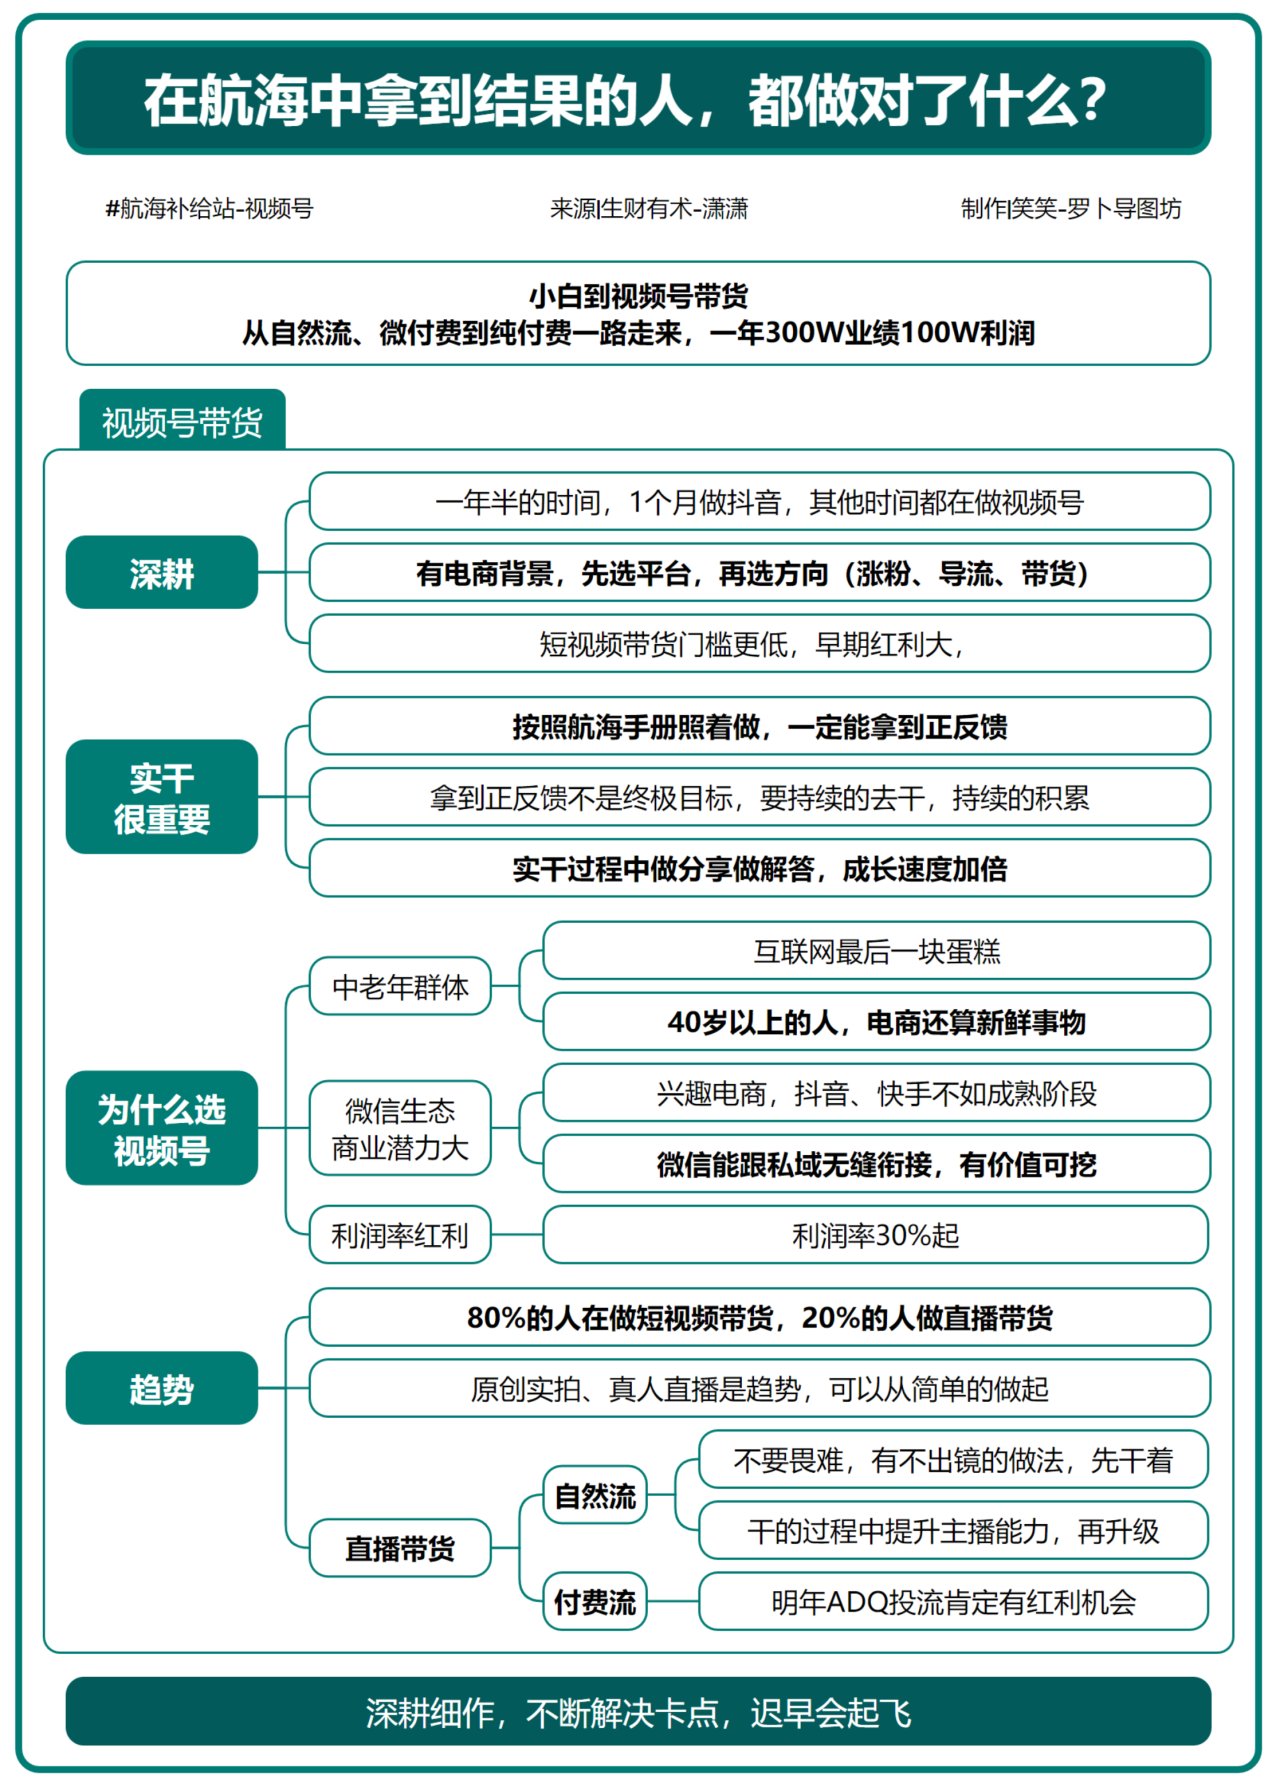 在航海中拿到结果的人，都做对了什么？
#航海补给站-视频号
来源|生财有术-潇潇
制作|笑笑-罗卜导图坊
小白到视频号带货
从自然流、微付费到纯付费一路走来，一年300W业绩100W利润
视频号带货
深耕
一年半的时间，1个月做抖音，其他时间都在做视频号
有电商背景，先选平台，再选方向（涨粉、导流、带货）
短视频带货门槛更低，早期红利大，
实干
很重要
按照航海手册照着做，一定能拿到正反馈
拿到正反馈不是终极目标，要持续的去干，持续的积累
实干过程中做分享做解答，成长速度加倍
为什么选
视频号
中老年群体
互联网最后一块蛋糕
40岁以上的人，电商还算新鲜事物
微信生态
商业潜力大
兴趣电商，抖音、快手不如成熟阶段
微信能跟私域无缝衔接，有价值可挖
利润率红利
利润率30%起
趋势
80%的人在做短视频带货，20%的人做直播带货
原创实拍、真人直播是趋势，可以从简单的做起
直播带货
自然流
不要畏难，有不出镜的做法，先干着
干的过程中提升主播能力，再升级
付费流
明年ADQ投流肯定有红利机会
深耕细作，不断解决卡点，迟早会起飞